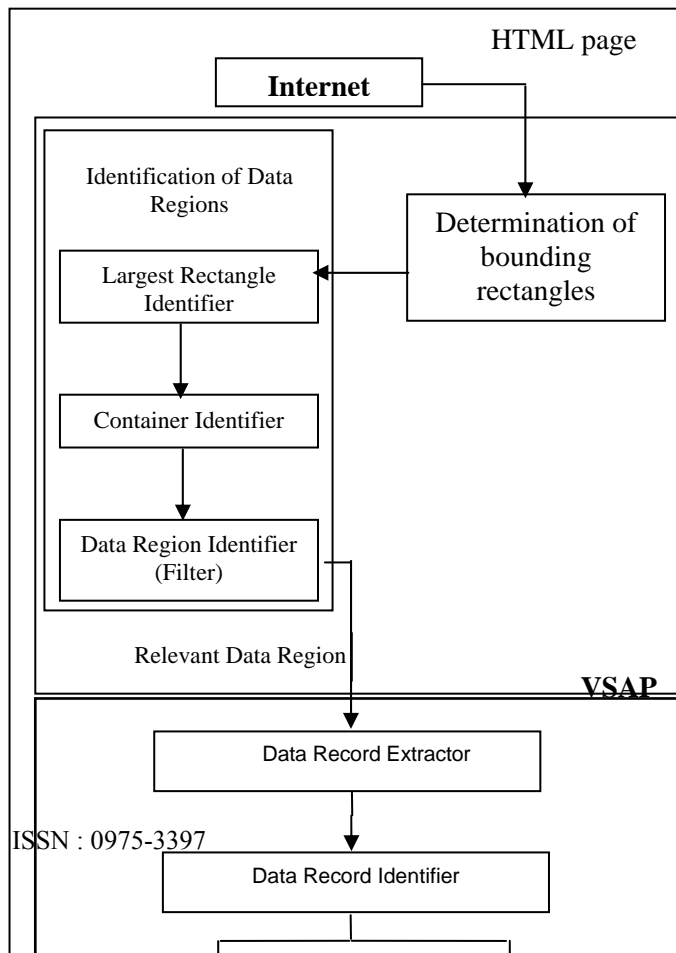 HTML page
Internet
Identification of Data
Regions
Determination of
bounding
rectangles
Largest Rectangle
Identifier
Container Identifier
Data Region Identifier
(Filter)
Relevant Data Region
VSAP
Data Record Extractor
ISSN : 0975-3397
Data Record Identifier